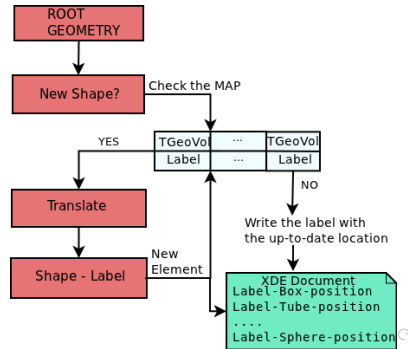 ROOT
GEOMETRY
New Shape?
Check the MAP
YES
TGeoVol ... TGeoVol
Label ... Label
NO
Translate
Write the label with
the up-to-date location
Shape - Label
New
Element
XDE Document
Label-Box-position
Label-Tube-position
....
Label-Sphere-position